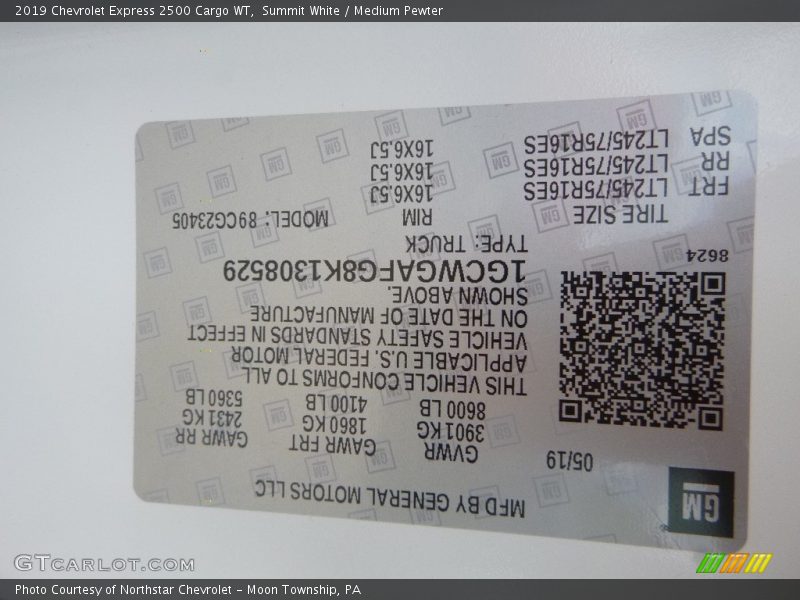 2019 Chevrolet Express 2500 Cargo WT,  Summit White / Medium Pewter
GM
MFD BY GENERAL MOTORS LLC
05/19
GVWR GAWR FRT GAWR RR
3901 KG 1860 KG 2431 KG
8600 LB 4100 LB 5360 LB
THIS VEHICLE CONFORMS TO ALL
APPLICABLE U.S. FEDERAL MOTOR
VEHICLE SAFETY STANDARDS IN EFFECT
ON THE DATE OF MANUFACTURE
SHOWN ABOVE.
1GCWGAFG8K1308529
8624
TYPE: TRUCK
TIRE SIZE RIM MODEL: 89CG23405
FRT LT245/75R16ES 16X6.5J
RR LT245/75R16ES 16X6.5J
SPA LT245/75R16ES 16X6.5J
GTCARLOT.COM
Photo Courtesy of Northstar Chevrolet - Moon Township, PA